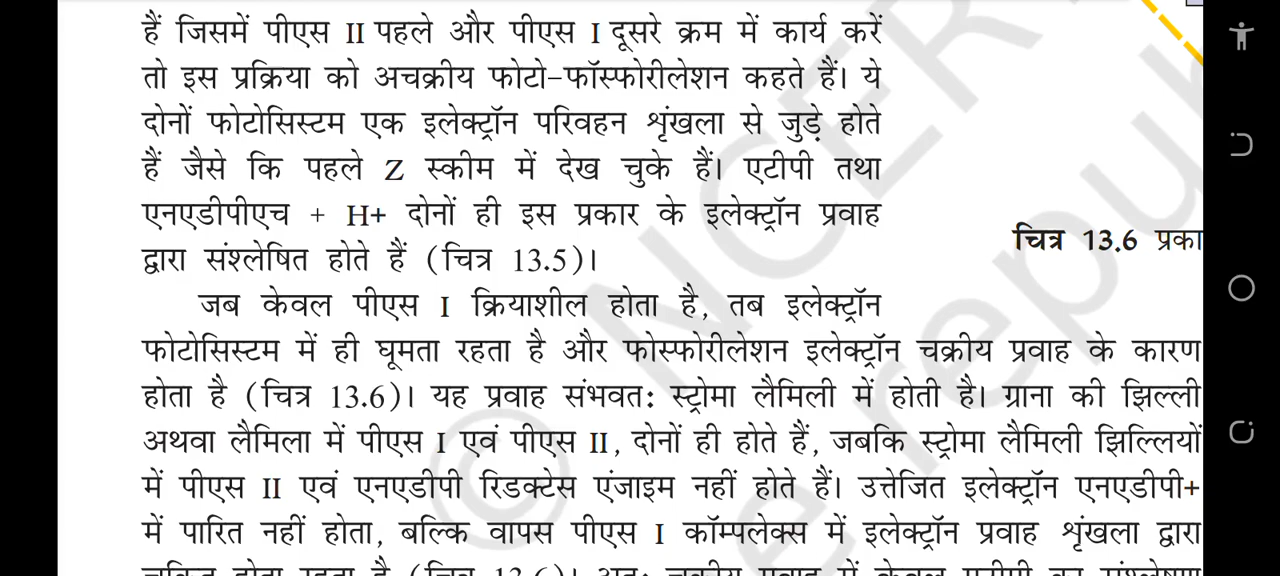 हैं जिसमें पीएस II पहले और पीएस I दूसरे क्रम में कार्य करें
तो इस प्रक्रिया को अचक्रीय फोटो-फॉस्फोरीलेशन कहते हैं। ये
दोनों फोटोसिस्टम एक इलेक्ट्रॉन परिवहन शृंखला से जुड़े होते
हैं जैसे कि पहले Z स्कीम में देख चुके हैं। एटीपी तथा
एनएडीपीएच + H+ दोनों ही इस प्रकार के इलेक्ट्रॉन प्रवाह
द्वारा संश्लेषित होते हैं (चित्र 13.5)।
चित्र 13.6 प्रका
जब केवल पीएस I क्रियाशील होता है, तब इलेक्ट्रॉन
फोटोसिस्टम में ही घूमता रहता है और फोस्फोरीलेशन इलेक्ट्रॉन चक्रीय प्रवाह के कारण
होता है (चित्र 13.6)। यह प्रवाह संभवत: स्ट्रोमा लैमिली में होती है। ग्राना की झिल्ली
अथवा लैमिला में पीएस I एवं पीएस II, दोनों ही होते हैं, जबकि स्ट्रोमा लैमिली झिल्लियों
में पीएस II एवं एनएडीपी रिडक्टेस एंजाइम नहीं होते हैं। उत्तेजित इलेक्ट्रॉन एनएडीपी+
में पारित नहीं होता, बल्कि वापस पीएस I कॉम्पलेक्स में इलेक्ट्रॉन प्रवाह शृंखला द्वारा
© NCER
e repu